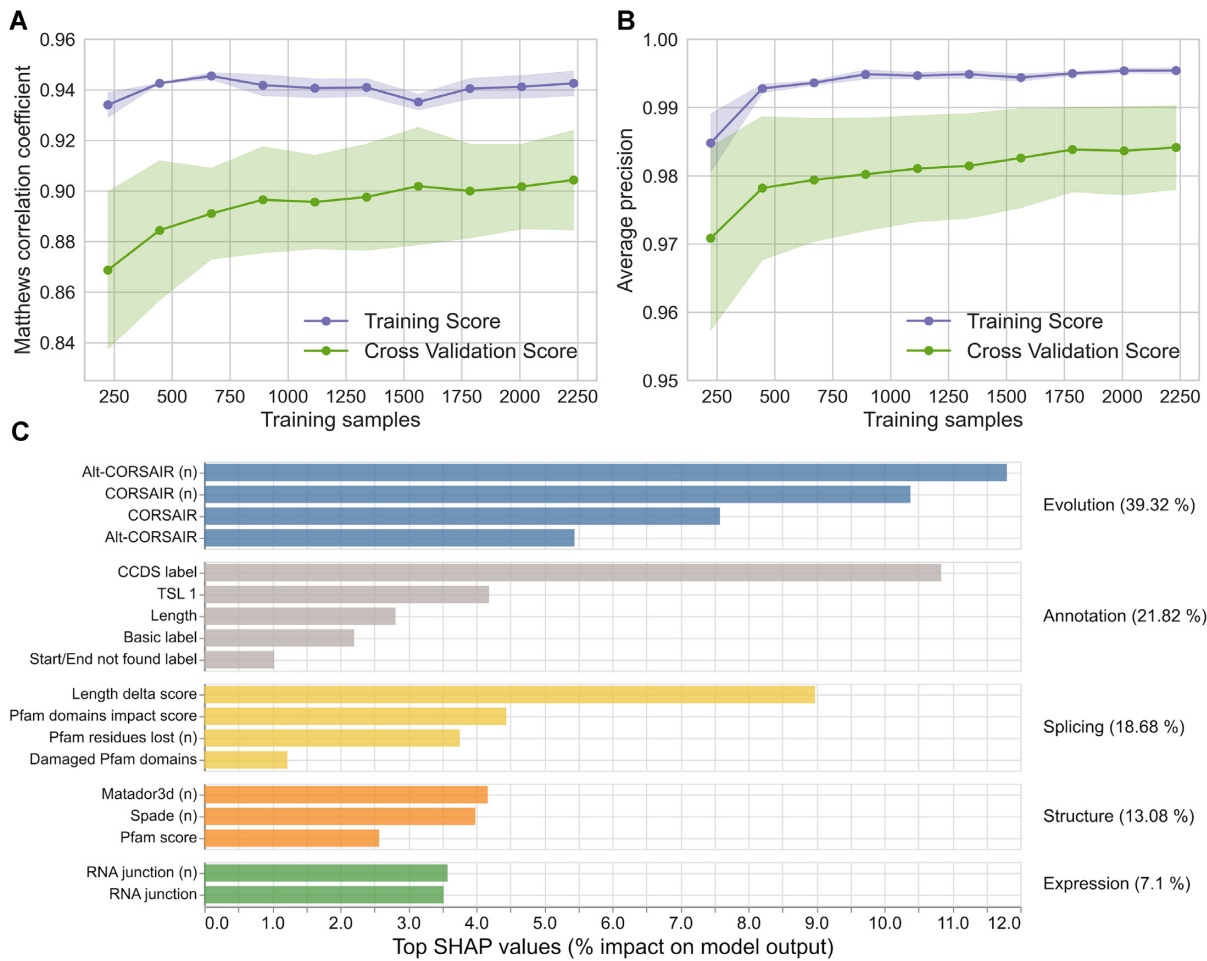 A
0.96
0.94
0.92
0.90
0.88
0.86
0.84
Matthews correlation coefficient
Training Score
Cross Validation Score
250 500 750 1000 1250 1500 1750 2000 2250
Training samples
B
1.00
0.99
0.98
0.97
0.96
0.95
Average precision
Training Score
Cross Validation Score
250 500 750 1000 1250 1500 1750 2000 2250
Training samples
C
Alt-CORSAIR (n)
CORSAIR (n)
CORSAIR
Alt-CORSAIR
Evolution (39.32 %)
CCDS label
TSL 1
Length
Basic label
Start/End not found label
Annotation (21.82 %)
Length delta score
Pfam domains impact score
Pfam residues lost (n)
Damaged Pfam domains
Splicing (18.68 %)
Matador3d (n)
Spade (n)
Pfam score
Structure (13.08 %)
RNA junction (n)
RNA junction
Expression (7.1 %)
0.0 1.0 2.0 3.0 4.0 5.0 6.0 7.0 8.0 9.0 10.0 11.0 12.0
Top SHAP values (% impact on model output)